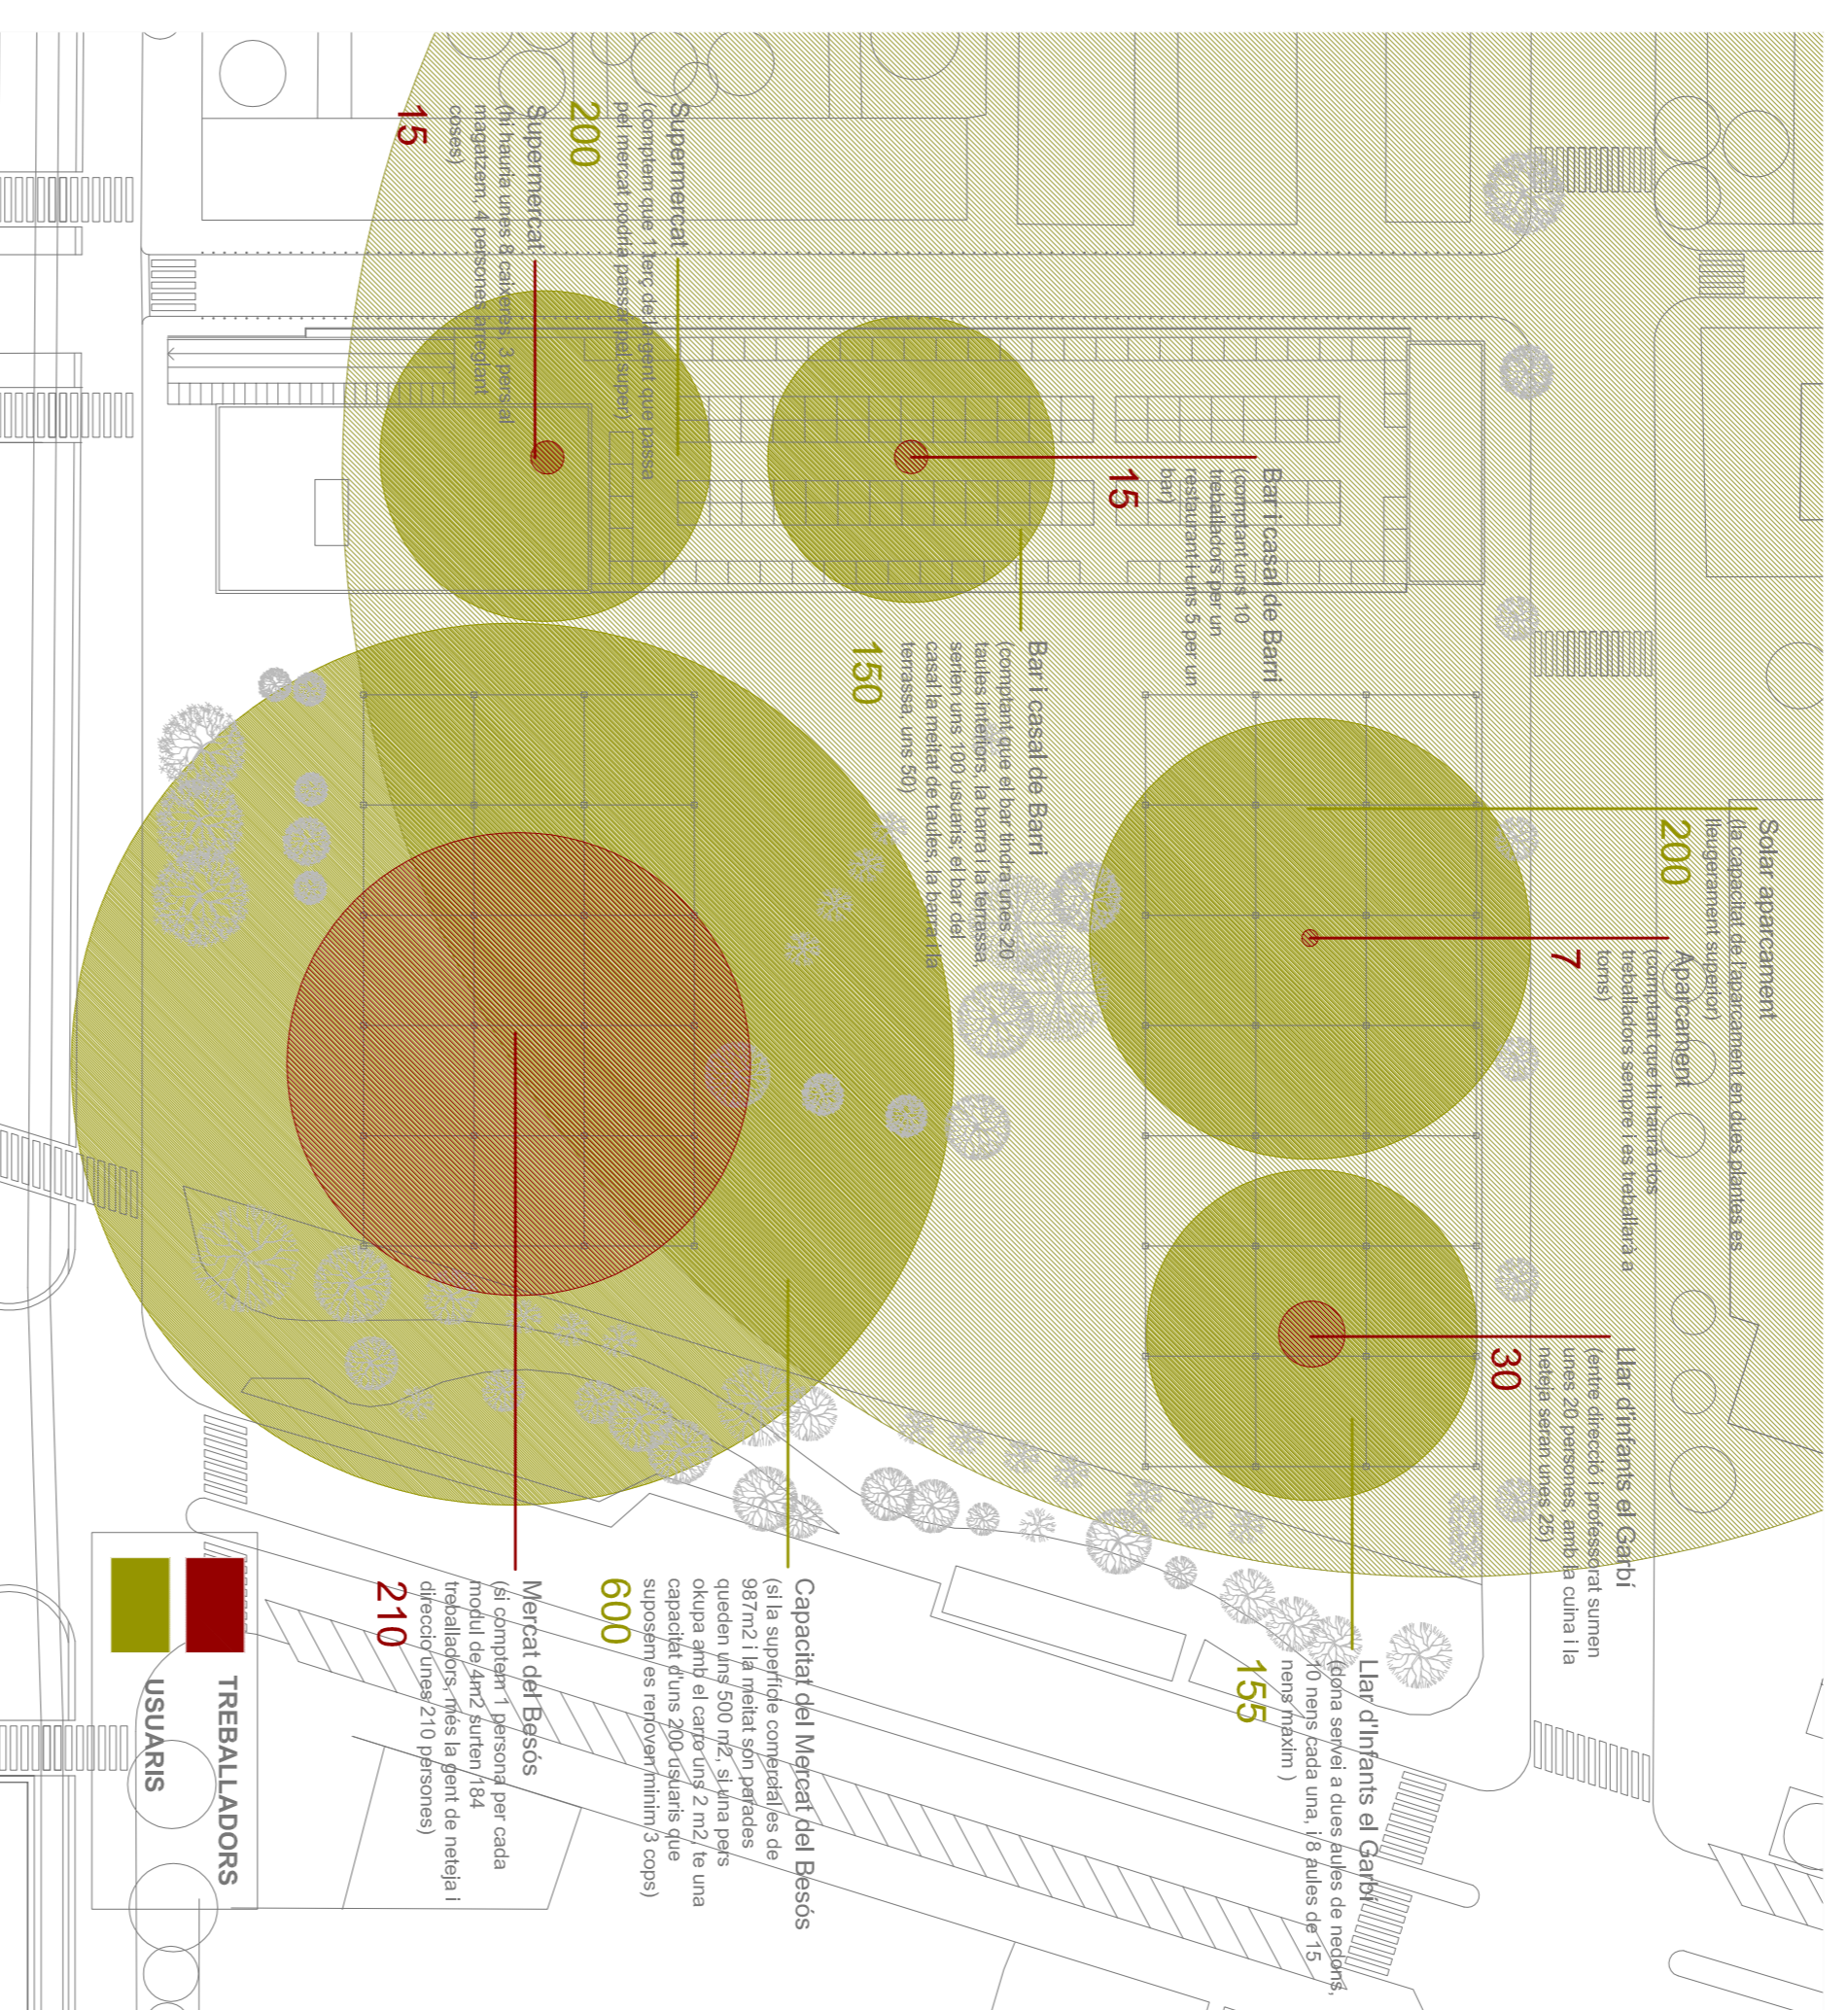 Solar aparcament
(la capacitat de l'aparcament en dues plantes es
lleugerament superior)
200
Aparcament
(comptant que hi haurà dos
treballadors sempre i es treballarà a
torns)
7
Llar d'infants el Garbí
(entre direcció i professorat sumen
unes 20 persones, amb la cuina i la
neteja seran unes 25)
30
Llar d'Infants el Garbí
(dona servei a dues aules de nedons,
10 nens cada una, i 8 aules de 15
nens maxim )
155
Bar i casal de Barri
(comptant uns 10
treballadors per un
restaurant i uns 5 per un
bar)
15
Bar i casal de Barri
(comptant que el bar tindra unes 20
taules interiors, la barra i la terrassa,
serien uns 100 usuaris; el bar del
casal la meitat de taules, la barra i la
terrassa, uns 50)
150
Supermercat
(comptem que 1 terç de la gent que passa
pel mercat podria passar pel super)
200
Supermercat
(hi hauria unes 8 caixeres, 3 pers al
magatzem, 4 persones arreglant
coses)
15
Capacitat del Mercat del Besós
(si la superfície comercial es de
987m2 i la meitat son parades
queden uns 500 m2, si una pers
okupa amb el carro uns 2 m2, te una
capacitat d'uns 200 usuaris que
suposem es renoven minim 3 cops)
600
Mercat del Besós
(si comptem 1 persona per cada
modul de 4m2 surten 184
treballadors, més la gent de neteja i
direcció unes 210 persones)
210
TREBALLADORS
USUARIS